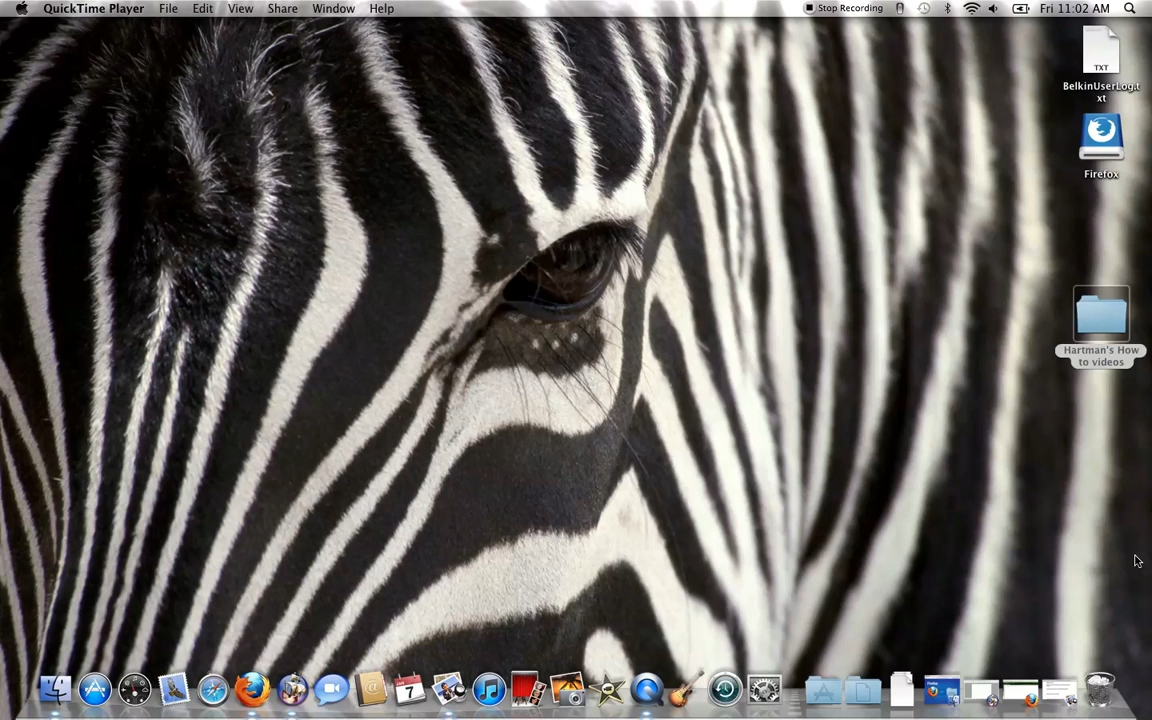 QuickTime Player File Edit View Share Window Help Stop Recording Fri 11:02 AM
TXT
BelkinUserLog.t
xt
Firefox
Hartman's How
to videos
7